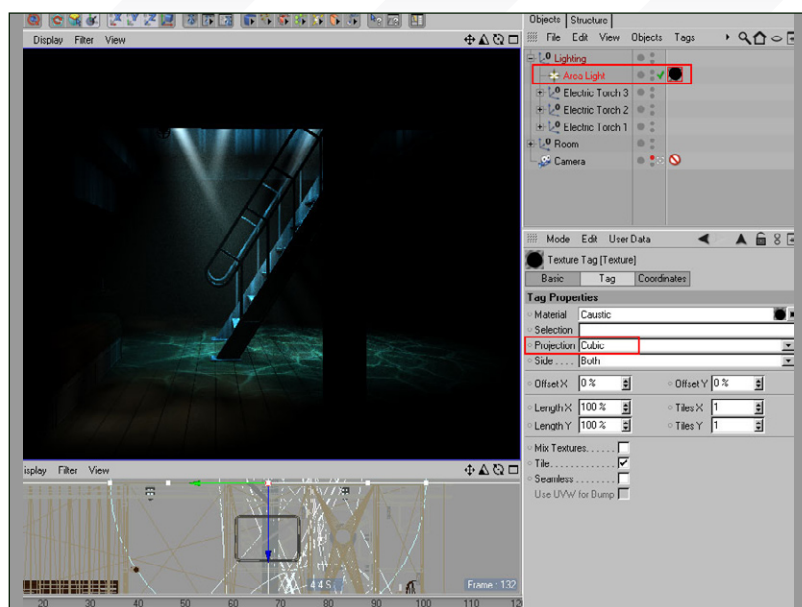 Objects Structure
Display Filter View
File Edit View Objects Tags
Lighting
Area Light
Electric Torch 3
Electric Torch 2
Electric Torch 1
Room
Camera
Mode Edit User Data
Texture Tag [Texture]
Basic Tag Coordinates
Tag Properties
Material Caustic
Selection
Projection Cubic
Side . . . . Both
Offset X 0 % Offset Y 0 %
Length X 100 % Tiles X 1
Length Y 100 % Tiles Y 1
Mix Textures. . . . . .
Tile. . . . . . . . . . . .
Seamless . . . . . . .
Use UVW for Bump
isplay Filter View
Frame : 132
20 30 40 50 60 70 80 90 100 110 12